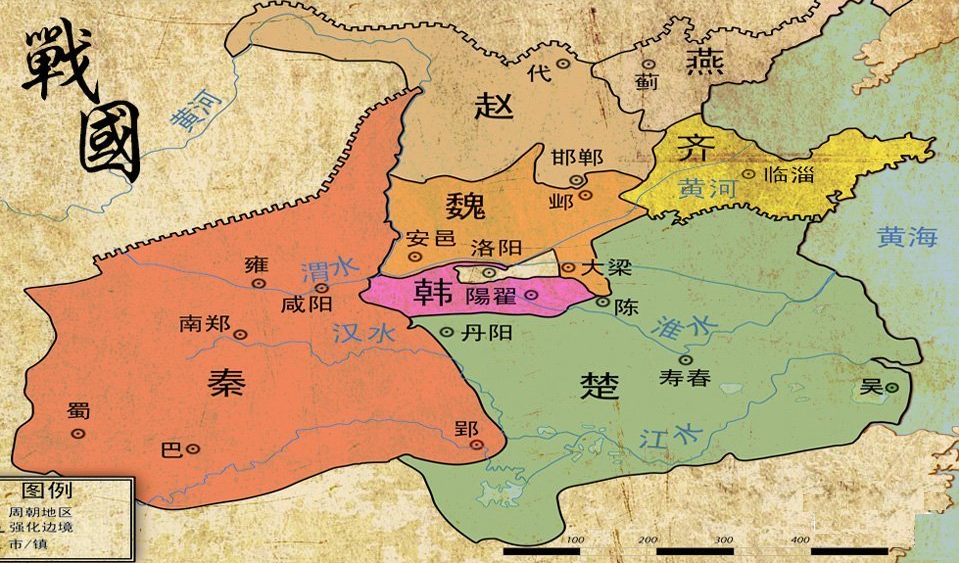 戰
國
黄河
代
蓟
燕
赵
齐
邯郸
临淄
黄河
邺
魏
安邑
洛阳
黄海
雍
渭水
大梁
咸阳
韩
陽翟
陈
南郑
汉水
丹阳
淮水
秦
楚
寿春
吴
蜀
郢
江水
巴
图例
周朝地区
强化边境
市/镇
100
200
300
400